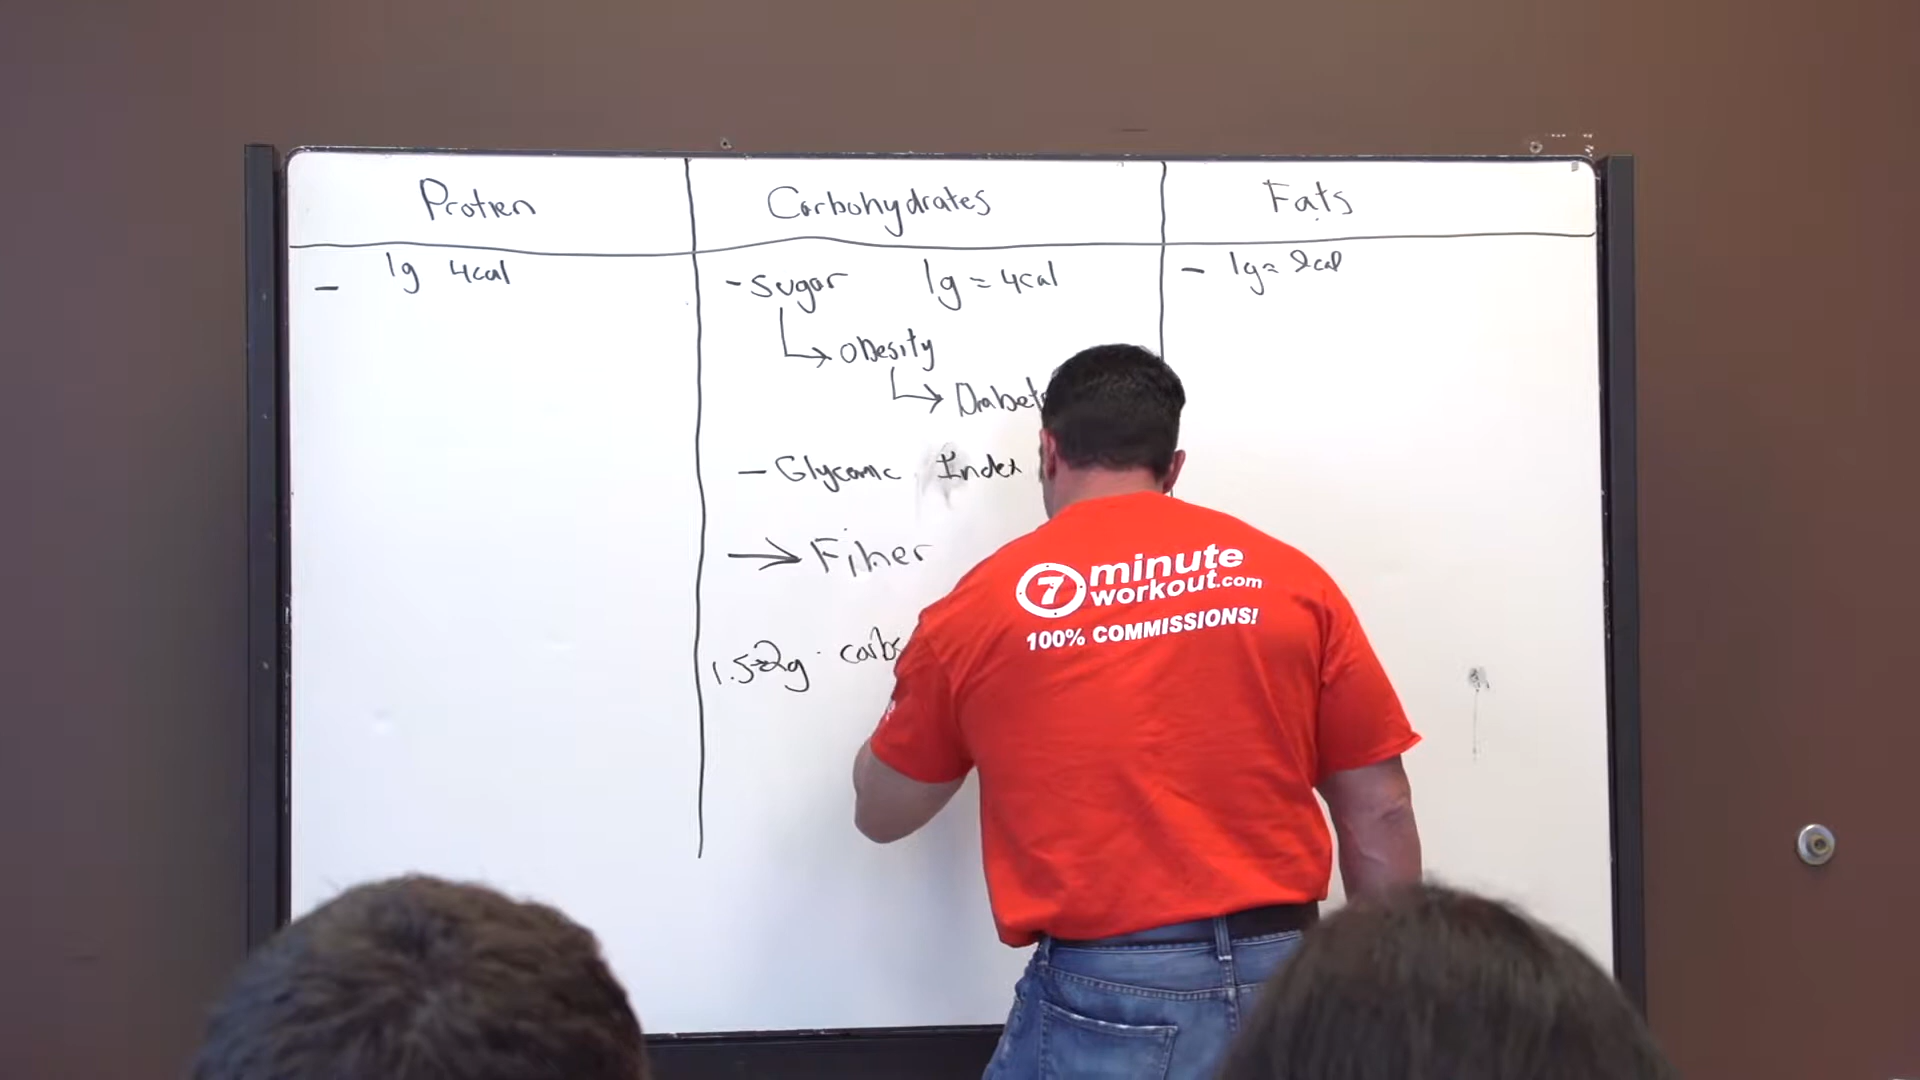 Protien
Carbohydrates
Fats
- 1g 4cal
- Sugar 1g = 4cal
- 1g = 9cal
→ Obesity
→ Diabet
- Glycemic Index
→ Fiber
1.5-2g carbs
7 minute
workout.com
100% COMMISSIONS!